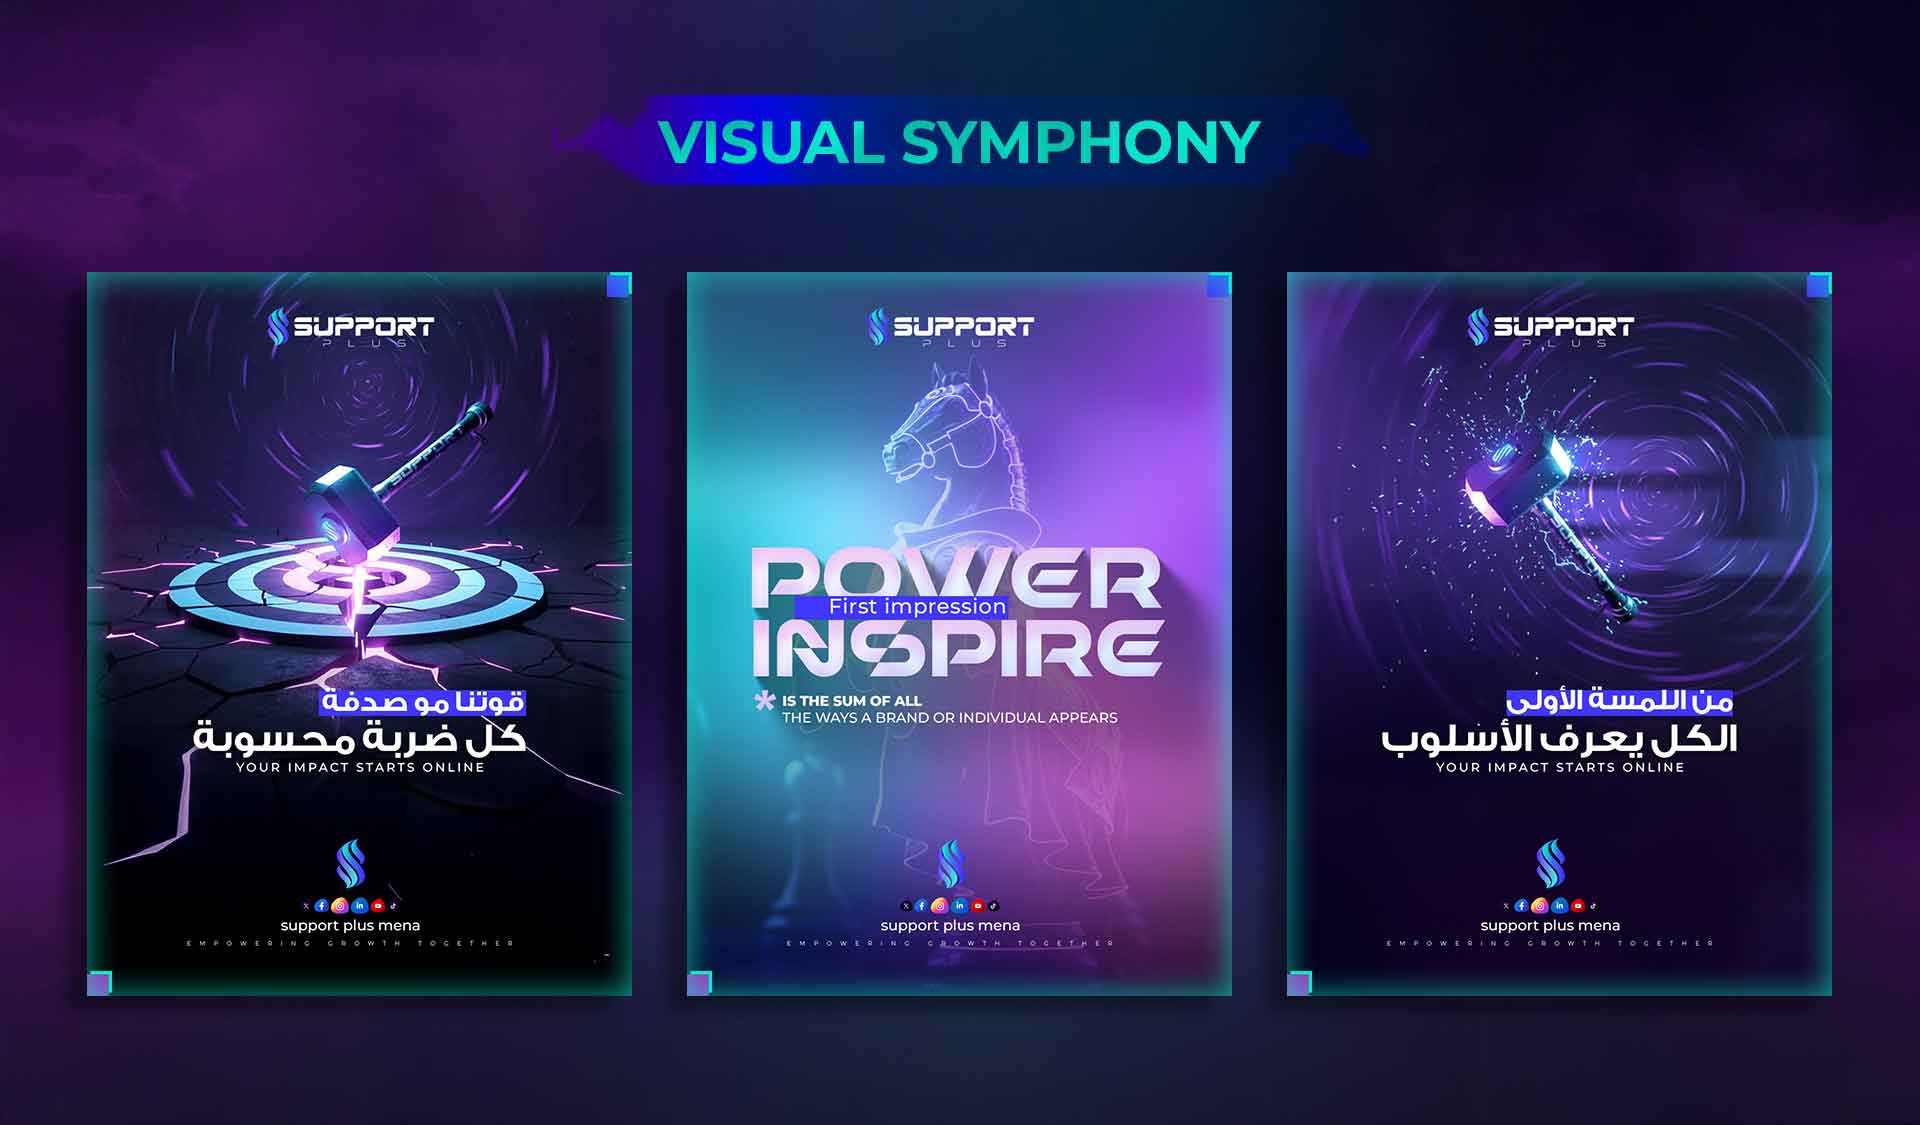 VISUAL SYMPHONY
SUPPORT
PLUS
SUPPORT
قوتنا مو صدفة
كل ضربة محسوبة
YOUR IMPACT STARTS ONLINE
support plus mena
EMPOWERING GROWTH TOGETHER
SUPPORT
PLUS
POWER
First impression
INSPIRE
* IS THE SUM OF ALL
THE WAYS A BRAND OR INDIVIDUAL APPEARS
support plus mena
EMPOWERING GROWTH TOGETHER
SUPPORT
PLUS
من اللمسة الأولى
الكل يعرف الأسلوب
YOUR IMPACT STARTS ONLINE
support plus mena
EMPOWERING GROWTH TOGETHER